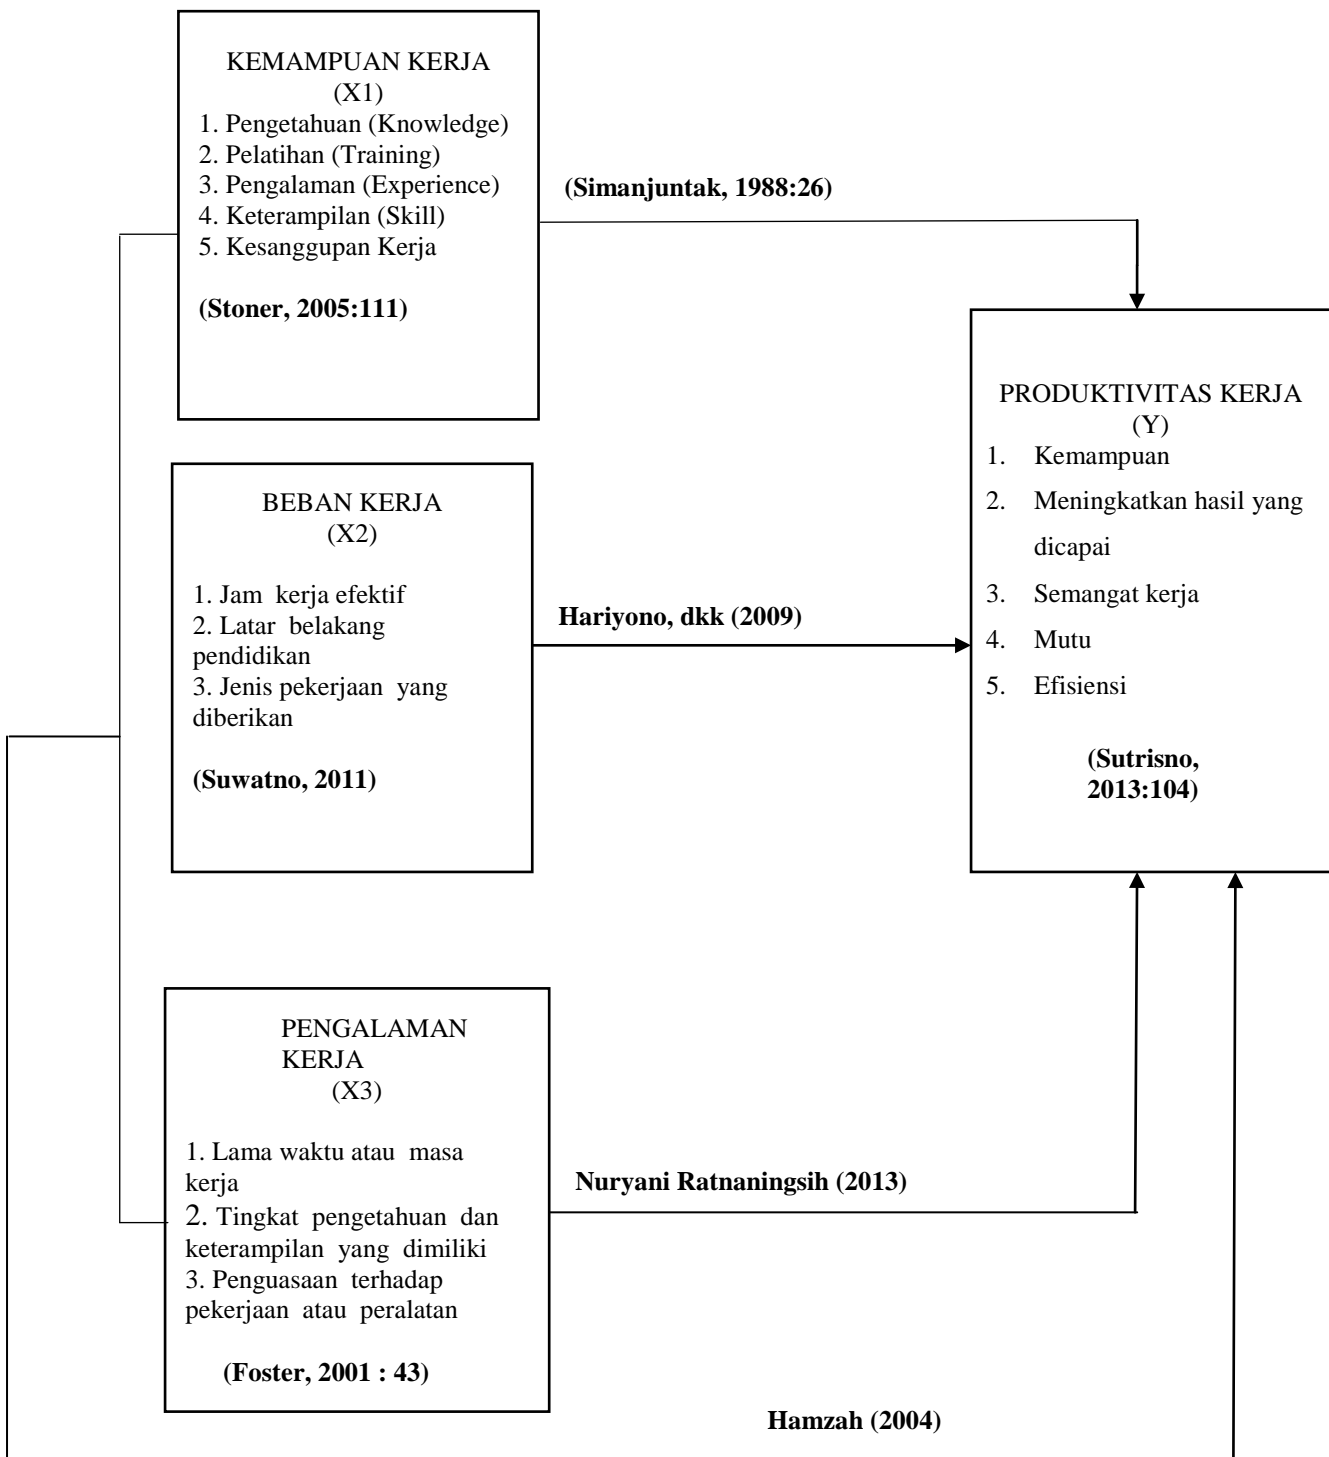 KEMAMPUAN KERJA
(X1)
1. Pengetahuan (Knowledge)
2. Pelatihan (Training)
3. Pengalaman (Experience)
4. Keterampilan (Skill)
5. Kesanggupan Kerja
(Stoner, 2005:111)
(Simanjuntak, 1988:26)
BEBAN KERJA
(X2)
1. Jam kerja efektif
2. Latar belakang
pendidikan
3. Jenis pekerjaan yang
diberikan
(Suwatno, 2011)
Hariyono, dkk (2009)
PRODUKTIVITAS KERJA
(Y)
1. Kemampuan
2. Meningkatkan hasil yang
dicapai
3. Semangat kerja
4. Mutu
5. Efisiensi
(Sutrisno,
2013:104)
PENGALAMAN
KERJA
(X3)
1. Lama waktu atau masa
kerja
2. Tingkat pengetahuan dan
keterampilan yang dimiliki
3. Penguasaan terhadap
pekerjaan atau peralatan
(Foster, 2001 : 43)
Nuryani Ratnaningsih (2013)
Hamzah (2004)